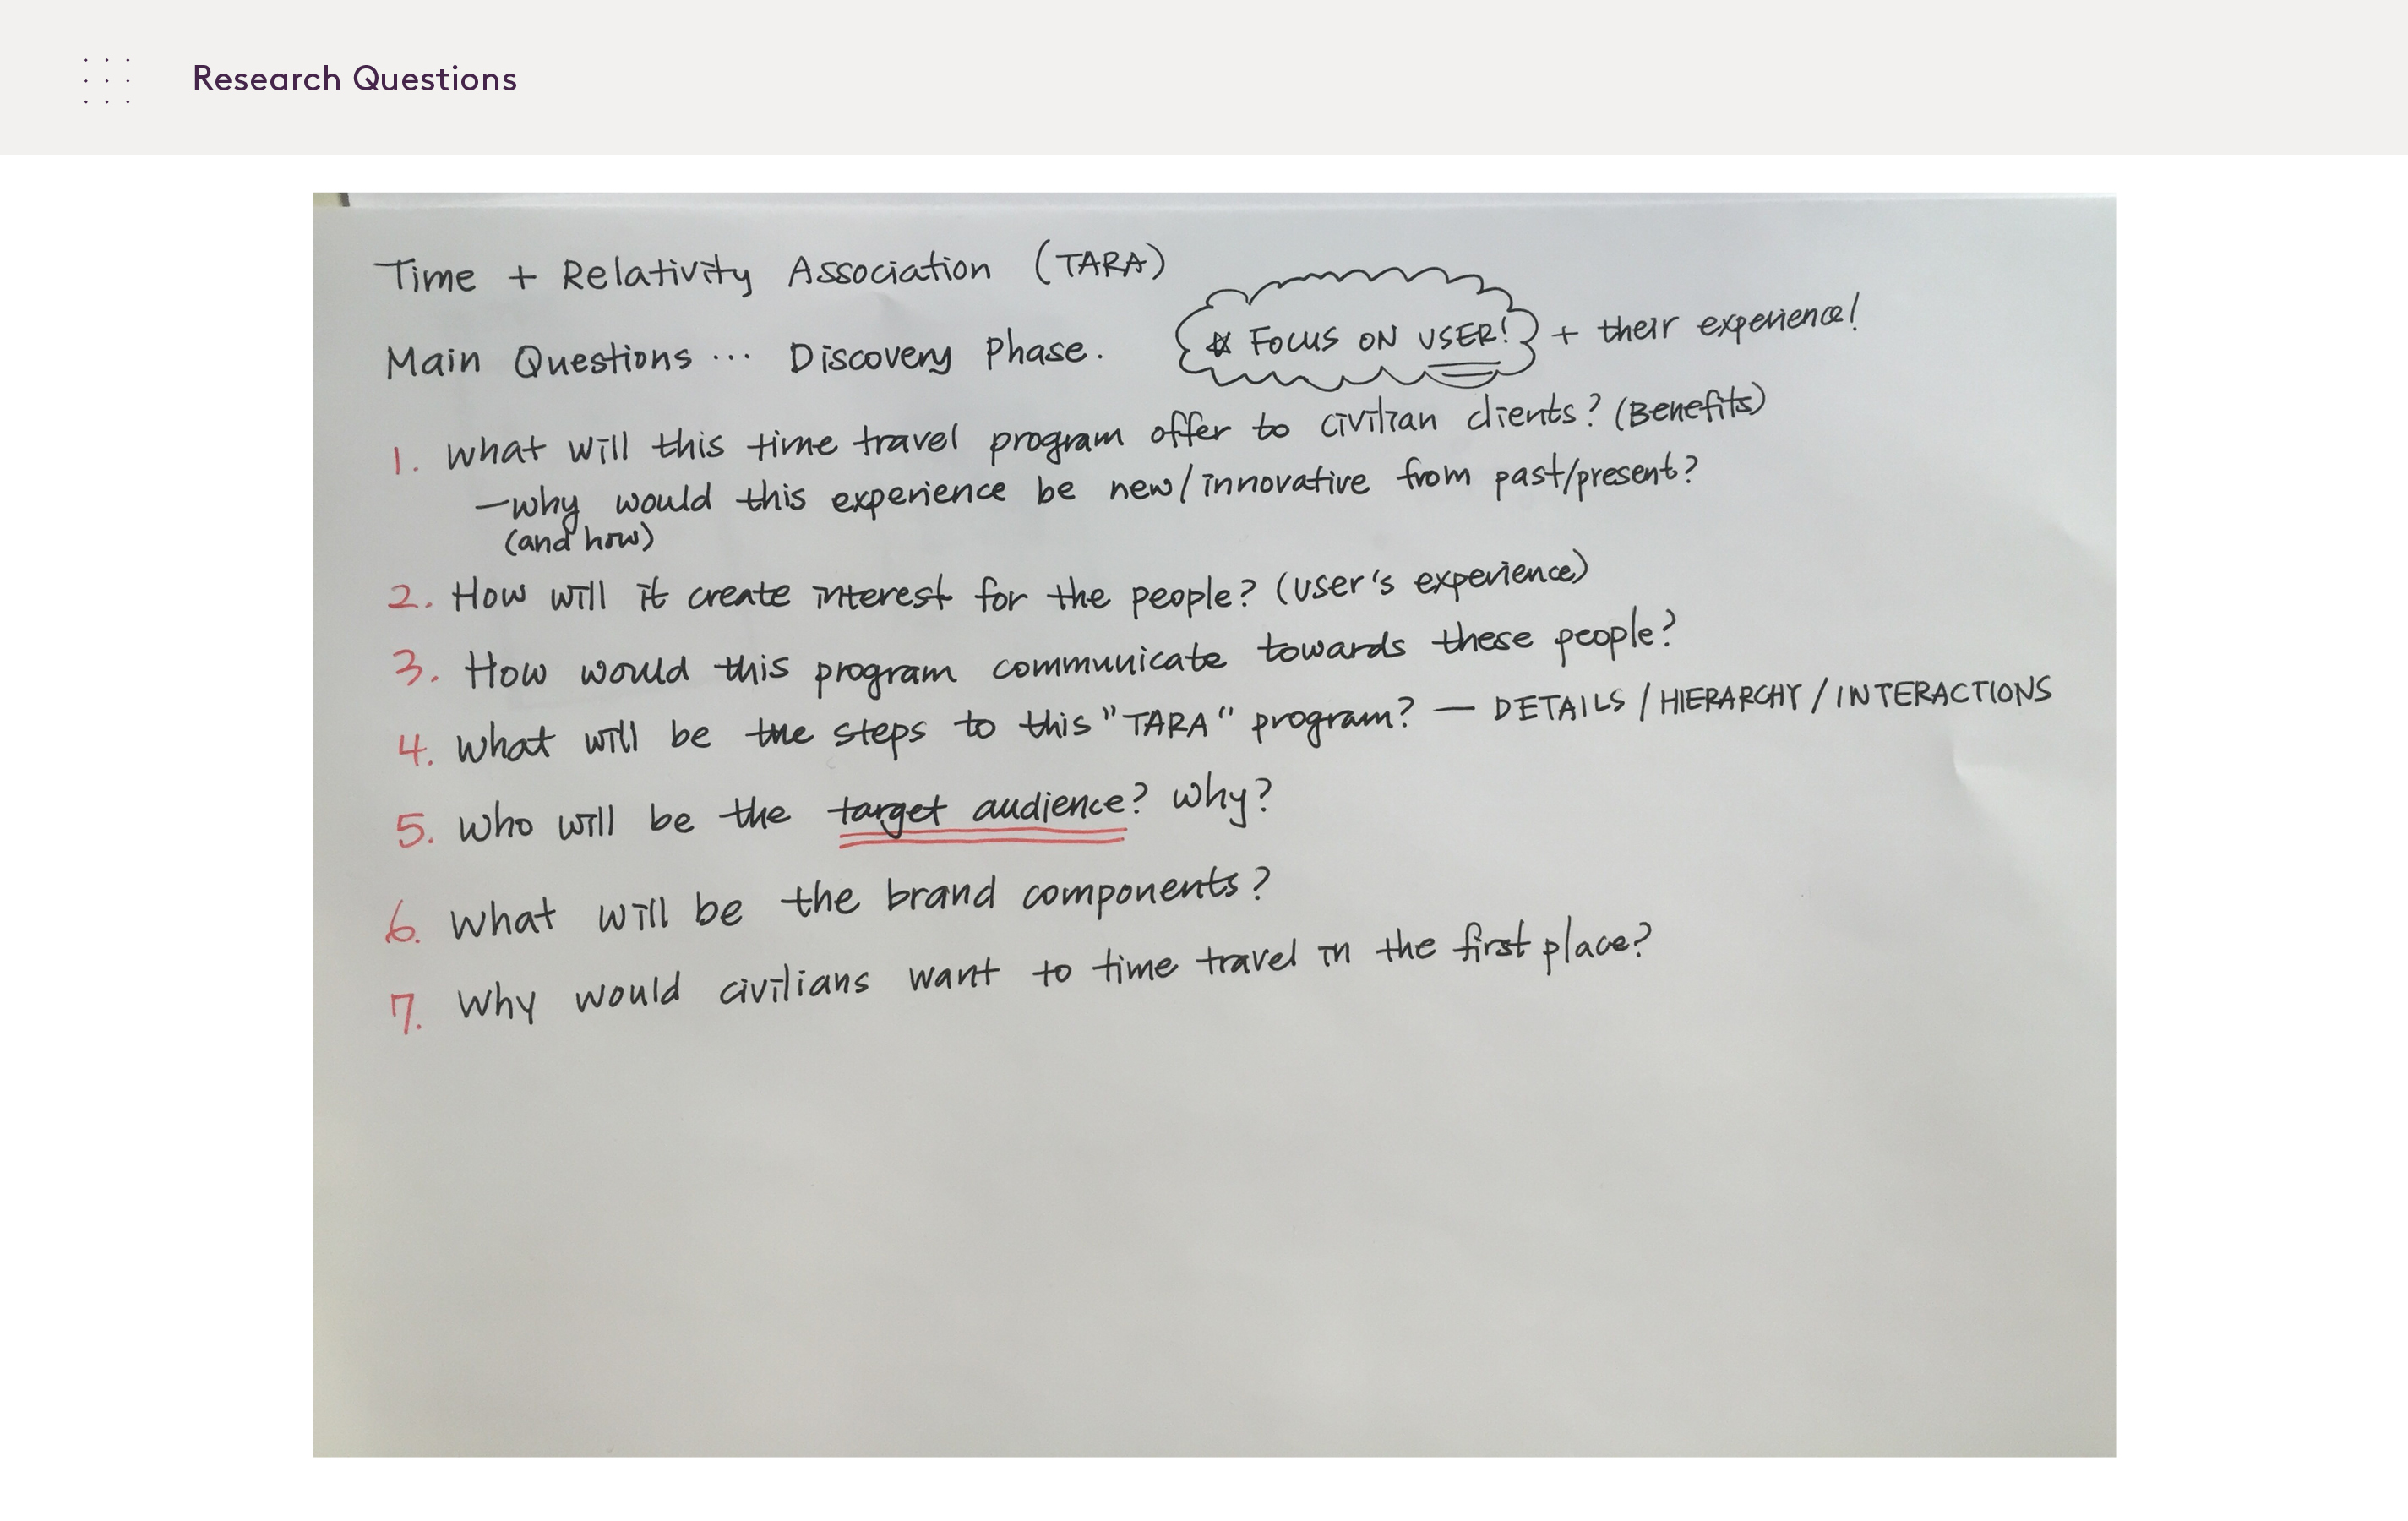 Research Questions
Time + Relativity Association (TARA)
Main Questions ... Discovery Phase.
* FOCUS ON USER! + their experience!
1. What will this time travel program offer to civilian clients? (Benefits)
— why would this experience be new/innovative from past/present?
(and how)
2. How will it create interest for the people? (user's experience)
3. How would this program communicate towards these people?
4. What will be the steps to this "TARA" program? — DETAILS / HIERARCHY / INTERACTIONS
5. Who will be the target audience? Why?
6. What will be the brand components?
7. Why would civilians want to time travel in the first place?